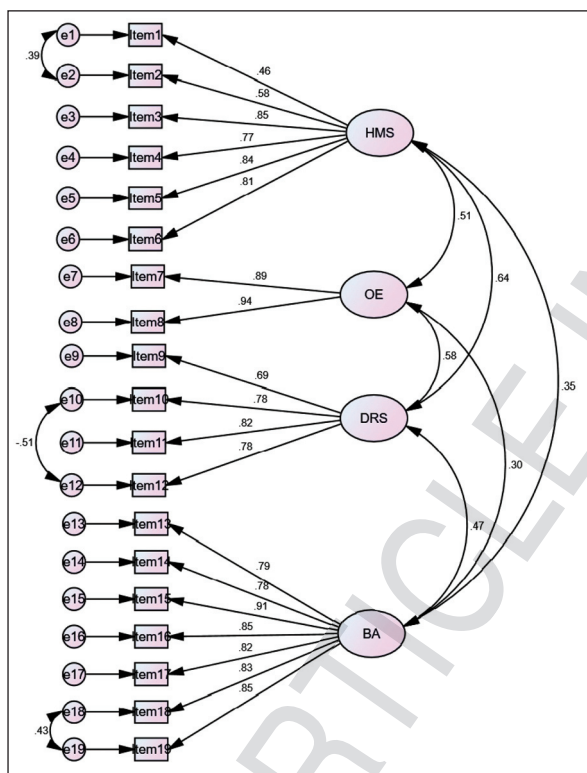 e1 Item1
.39
e2 Item2
.46
.58
e3 Item3
.85
HMS
e4 Item4
.77
.84
e5 Item5
.81
e6 Item6
.51
e7 Item7
.89
.64
OE
e8 Item8
.94
e9 Item9
.58
.69
e10 Item10
.78
.35
DRS
-.51
e11 Item11
.82
.78
.30
e12 Item12
.47
e13 Item13
e14 Item14
.79
.78
e15 Item15
.91
e16 Item16
.85
BA
e17 Item17
.82
.83
e18 Item18
.85
.43
e19 Item19
ARTICLE IN